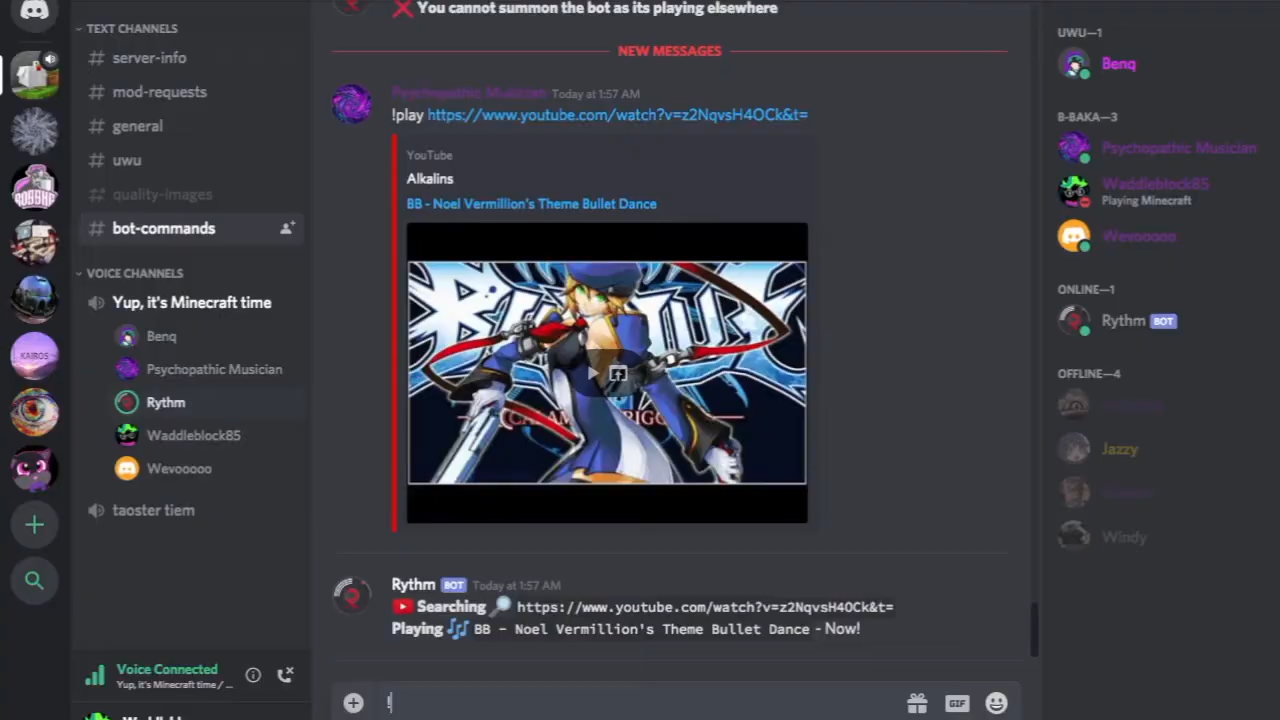 TEXT CHANNELS
# server-info
# mod-requests
# general
# uwu
# quality-images
# bot-commands
VOICE CHANNELS
Yup, it's Minecraft time
Benq
Psychopathic Musician
Rythm
Waddleblock85
Wevooooo
taoster tiem
Voice Connected
Yup, it's Minecraft time / ...
KAIROS
You cannot summon the bot as its playing elsewhere
NEW MESSAGES
Psychopathic Musician Today at 1:57 AM
!play https://www.youtube.com/watch?v=z2NqvsH4OCk&t=
YouTube
Alkalins
BB - Noel Vermillion's Theme Bullet Dance
Rythm BOT Today at 1:57 AM
Searching https://www.youtube.com/watch?v=z2NqvsH4OCk&t=
Playing BB - Noel Vermillion's Theme Bullet Dance - Now!
!
GIF
UWU—1
Benq
B-BAKA—3
Psychopathic Musician
Waddleblock85
Playing Minecraft
Wevooooo
ONLINE—1
Rythm BOT
OFFLINE—4
Jazzy
Windy